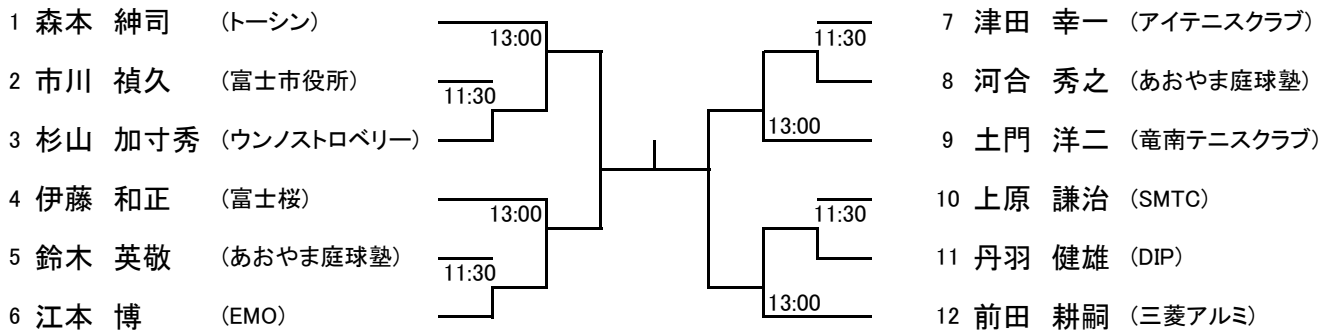 1 森本 紳司 (トーシン)
13:00
2 市川 禎久 (富士市役所)
11:30
3 杉山 加寸秀 (ウンノストロベリー)
4 伊藤 和正 (富士桜)
13:00
5 鈴木 英敬 (あおやま庭球塾)
11:30
6 江本 博 (EMO)
7 津田 幸一 (アイテニスクラブ)
11:30
8 河合 秀之 (あおやま庭球塾)
13:00
9 土門 洋二 (竜南テニスクラブ)
10 上原 謙治 (SMTC)
11:30
11 丹羽 健雄 (DIP)
13:00
12 前田 耕嗣 (三菱アルミ)